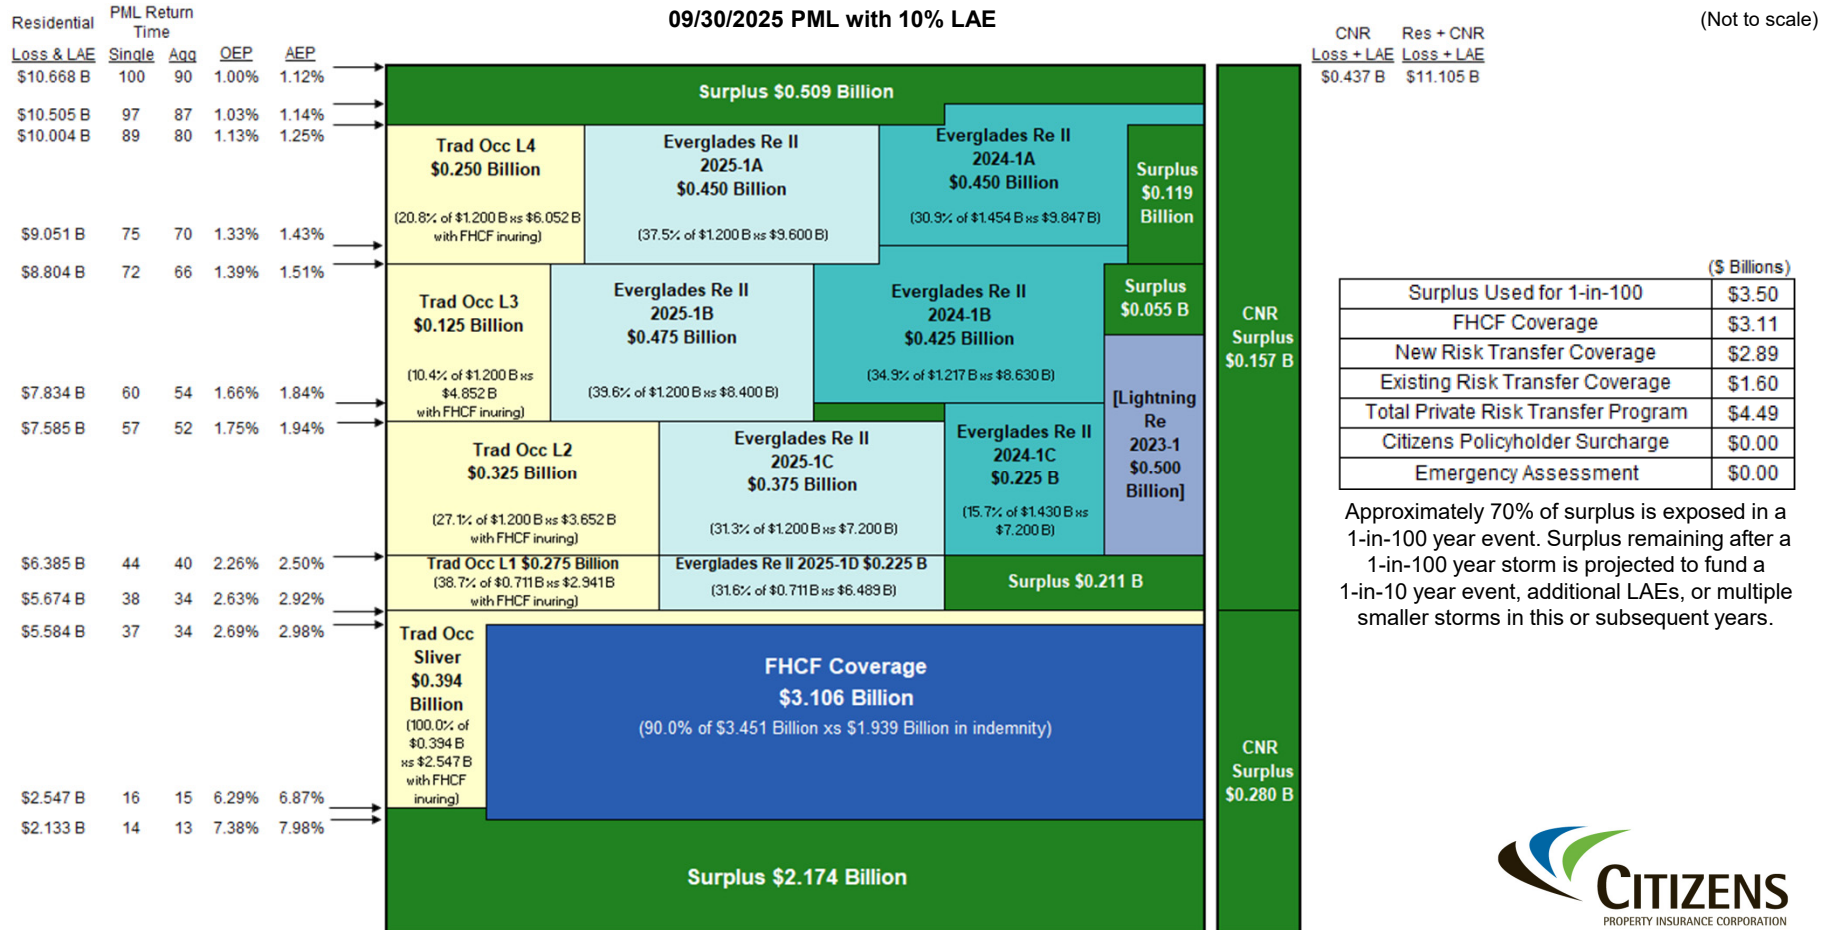 09/30/2025 PML with 10% LAE
(Not to scale)
Residential
PML Return
Time
Loss & LAE Single Agg OEP AEP
$10.668 B 100 90 1.00% 1.12%
$10.505 B 97 87 1.03% 1.14%
$10.004 B 89 80 1.13% 1.25%
$9.051 B 75 70 1.33% 1.43%
$8.804 B 72 66 1.39% 1.51%
$7.834 B 60 54 1.66% 1.84%
$7.585 B 57 52 1.75% 1.94%
$6.385 B 44 40 2.26% 2.50%
$5.674 B 38 34 2.63% 2.92%
$5.584 B 37 34 2.69% 2.98%
$2.547 B 16 15 6.29% 6.87%
$2.133 B 14 13 7.38% 7.98%
Surplus $0.509 Billion
Trad Occ L4
$0.250 Billion
(20.8% of $1.200 B xs $6.052 B
with FHCF inuring)
Everglades Re II
2025-1A
$0.450 Billion
(37.5% of $1.200 B xs $9.600 B)
Everglades Re II
2024-1A
$0.450 Billion
(30.9% of $1.454 B xs $9.847 B)
Surplus
$0.119
Billion
Trad Occ L3
$0.125 Billion
(10.4% of $1.200 B xs
$4.852 B
with FHCF inuring)
Everglades Re II
2025-1B
$0.475 Billion
(39.6% of $1.200 B xs $8.400 B)
Everglades Re II
2024-1B
$0.425 Billion
(34.9% of $1.217 B xs $8.630 B)
Surplus
$0.055 B
[Lightning
Re
2023-1
$0.500
Billion]
Trad Occ L2
$0.325 Billion
(27.1% of $1.200 B xs $3.652 B
with FHCF inuring)
Everglades Re II
2025-1C
$0.375 Billion
(31.3% of $1.200 B xs $7.200 B)
Everglades Re II
2024-1C
$0.225 B
(15.7% of $1.430 B xs
$7.200 B)
Trad Occ L1 $0.275 Billion
(38.7% of $0.711 B xs $2.941 B
with FHCF inuring)
Everglades Re II 2025-1D $0.225 B
(31.6% of $0.711 B xs $6.489 B)
Surplus $0.211 B
Trad Occ
Sliver
$0.394
Billion
(100.0% of
$0.394 B
xs $2.547 B
with FHCF
inuring)
FHCF Coverage
$3.106 Billion
(90.0% of $3.451 Billion xs $1.939 Billion in indemnity)
Surplus $2.174 Billion
CNR
Surplus
$0.157 B
CNR
Surplus
$0.280 B
CNR Res + CNR
Loss + LAE Loss + LAE
$0.437 B $11.105 B
($ Billions)
Surplus Used for 1-in-100 $3.50
FHCF Coverage $3.11
New Risk Transfer Coverage $2.89
Existing Risk Transfer Coverage $1.60
Total Private Risk Transfer Program $4.49
Citizens Policyholder Surcharge $0.00
Emergency Assessment $0.00
Approximately 70% of surplus is exposed in a
1-in-100 year event. Surplus remaining after a
1-in-100 year storm is projected to fund a
1-in-10 year event, additional LAEs, or multiple
smaller storms in this or subsequent years.
CITIZENS
PROPERTY INSURANCE CORPORATION